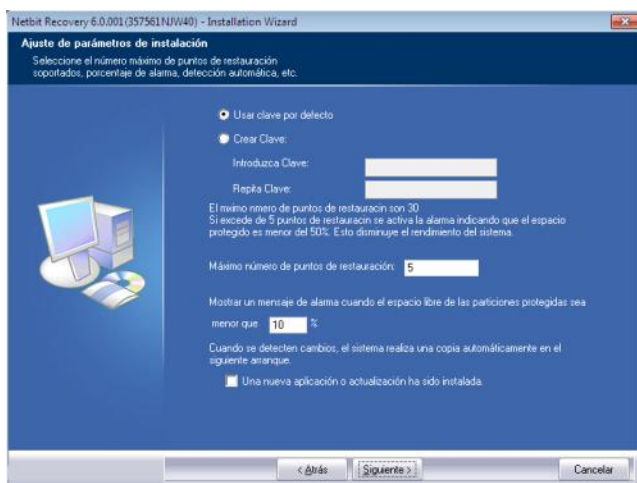 Netbit Recovery 6.0.001(357561NJW40) - Installation Wizard
Ajuste de parámetros de instalación
Seleccione el número máximo de puntos de restauración
soportados, porcentaje de alarma, detección automática, etc.
Usar clave por defecto
Crear Clave:
Introduzca Clave:
Repita Clave:
El mximo nmero de puntos de restauracin son 30
Si excede de 5 puntos de restauracin se activa la alarma indicando que el espacio
protegido es menor del 50%. Esto disminuye el rendimiento del sistema.
Máximo número de puntos de restauración: 5
Mostrar un mensaje de alarma cuando el espacio libre de las particiones protegidas sea
menor que 10 %
Cuando se detecten cambios, el sistema realiza una copia automáticamente en el
siguiente arranque.
Una nueva aplicación o actualización ha sido instalada.
< Atrás Siguiente > Cancelar